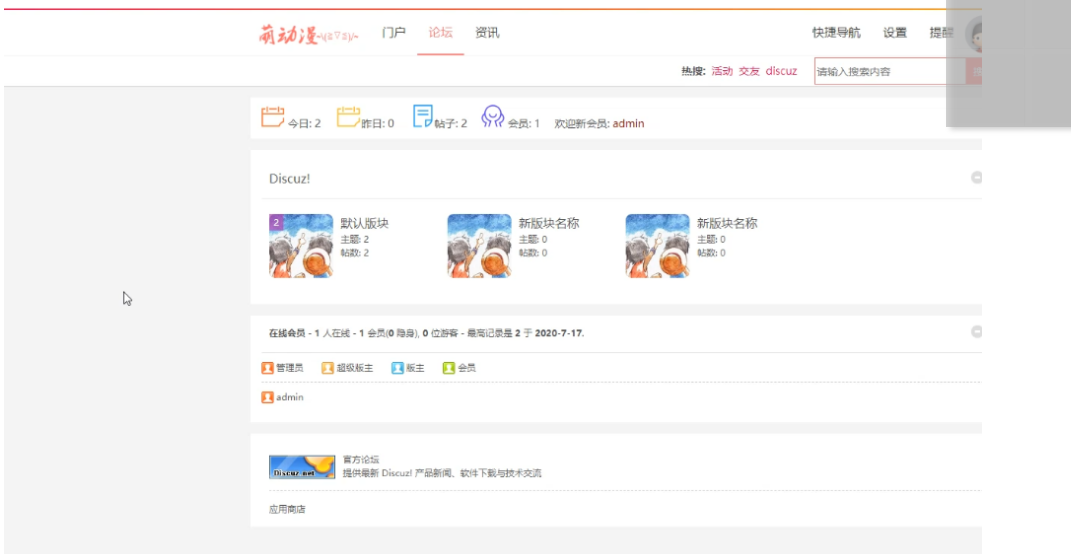 萌动漫 门户 论坛 资讯 快捷导航 设置 提醒
热搜: 活动 交友 discuz 请输入搜索内容
今日: 2 昨日: 0 帖子: 2 会员: 1 欢迎新会员: admin
Discuz!
2 默认版块 新版块名称 新版块名称
主题: 2 主题: 0 主题: 0
帖数: 2 帖数: 0 帖数: 0
在线会员 - 1 人在线 - 1 会员(0 隐身), 0 位游客 - 最高记录是 2 于 2020-7-17.
管理员 超级版主 版主 会员
admin
官方论坛
Discuz.net 提供最新 Discuz! 产品新闻、软件下载与技术交流
应用商店